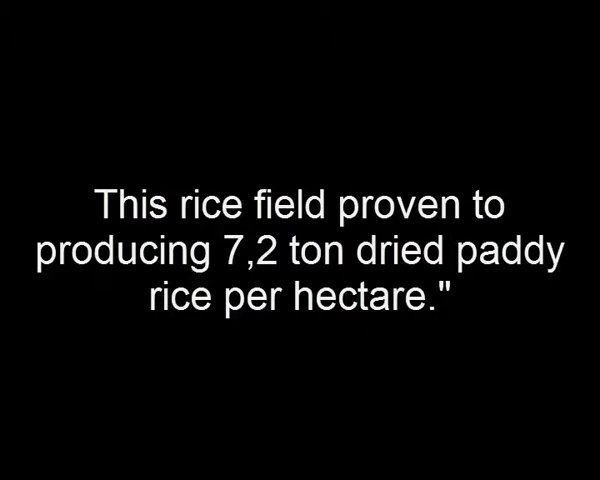 This rice field proven to
producing 7,2 ton dried paddy
rice per hectare."